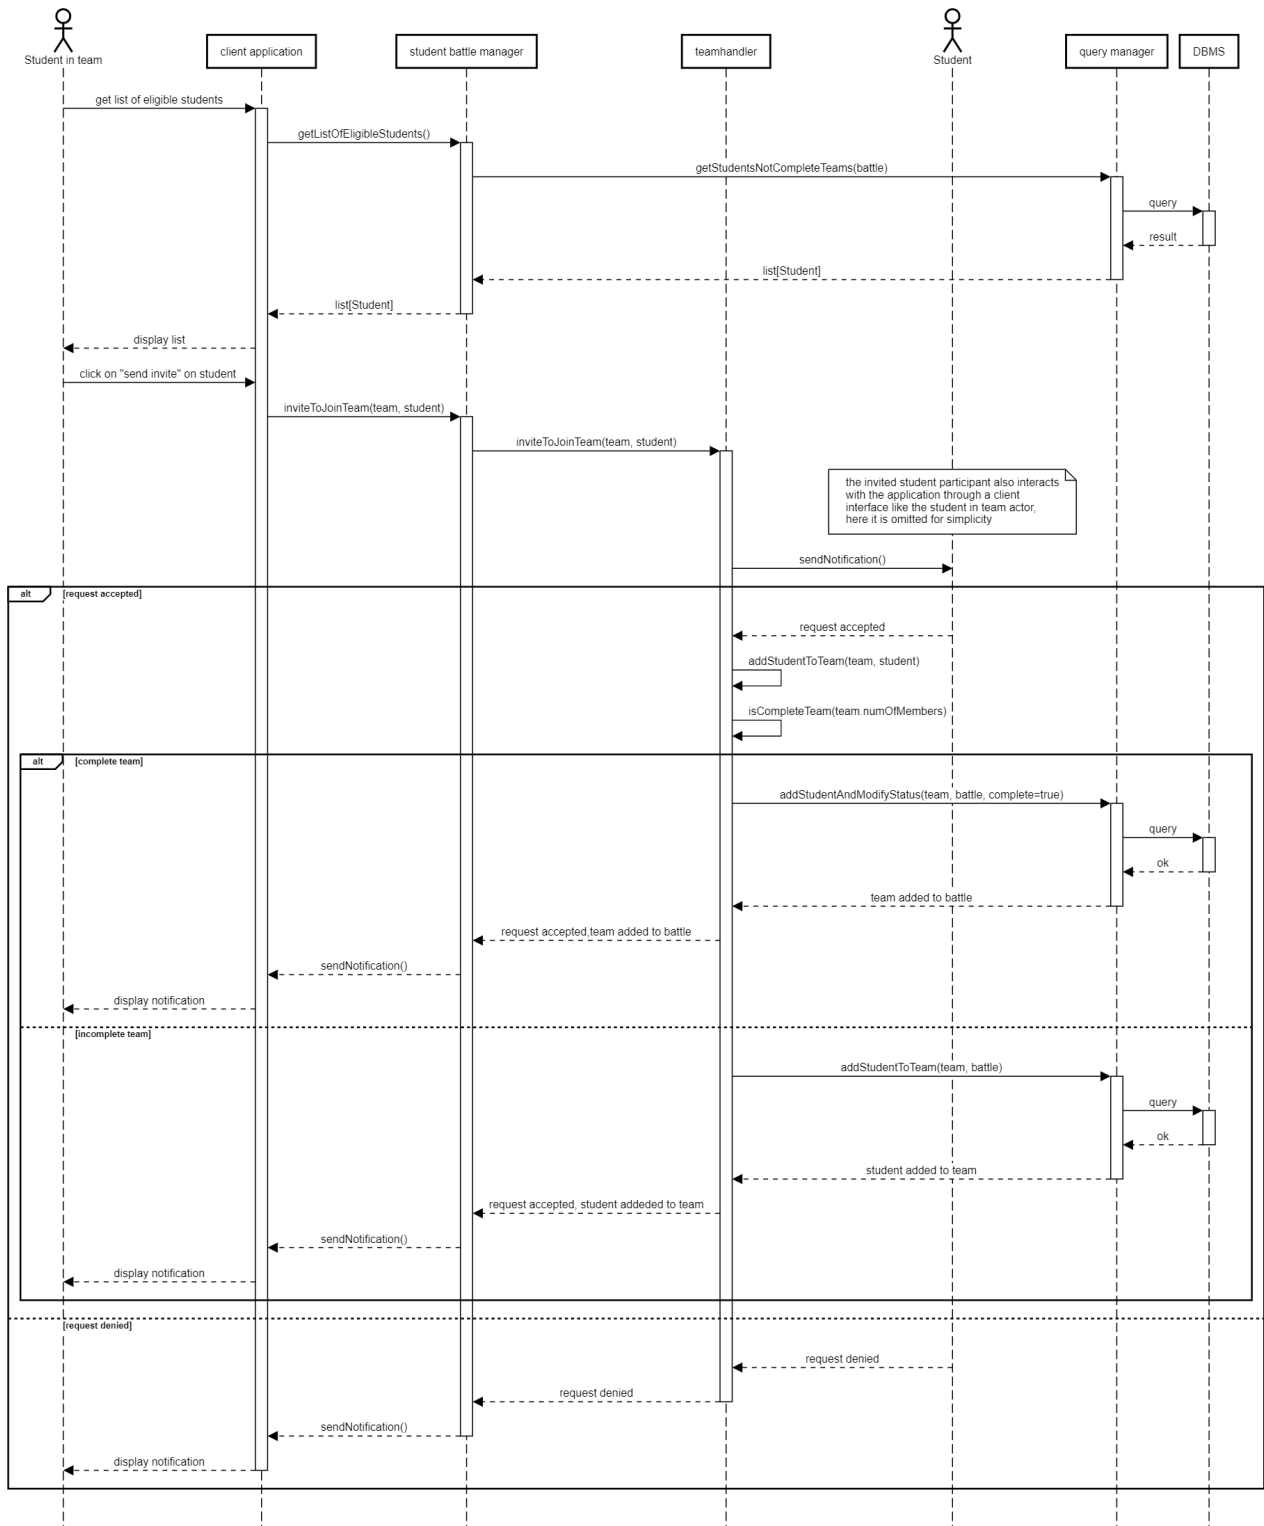 Student in team
client application
student battle manager
teamhandler
Student
query manager
DBMS
get list of eligible students
getListOfEligibleStudents()
getStudentsNotCompleteTeams(battle)
query
result
list[Student]
list[Student]
display list
click on "send invite" on student
inviteToJoinTeam(team, student)
inviteToJoinTeam(team, student)
the invited student participant also interacts
with the application through a client
interface like the student in team actor,
here it is omitted for simplicity
sendNotification()
alt
[request accepted]
request accepted
addStudentToTeam(team, student)
isCompleteTeam(team.numOfMembers)
alt
[complete team]
addStudentAndModifyStatus(team, battle, complete=true)
query
ok
team added to battle
request accepted,team added to battle
sendNotification()
display notification
[incomplete team]
addStudentToTeam(team, battle)
query
ok
student added to team
request accepted, student addeded to team
sendNotification()
display notification
[request denied]
request denied
request denied
sendNotification()
display notification